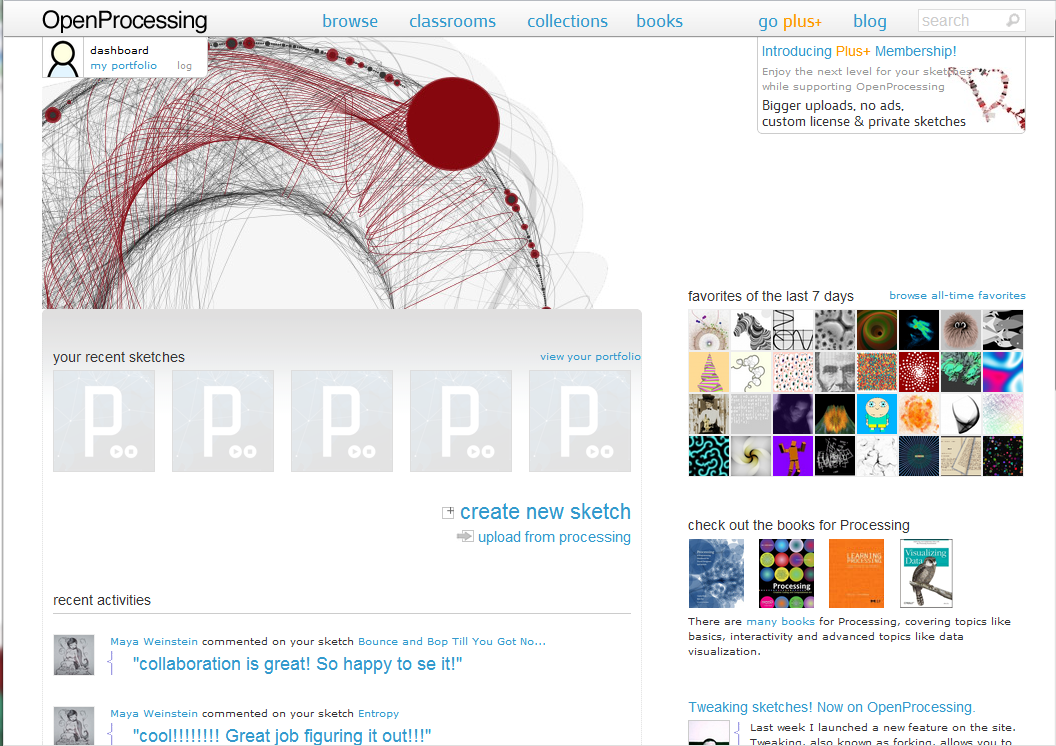 OpenProcessing browse classrooms collections books go plus+ blog search
dashboard
my portfolio log
Introducing Plus+ Membership!
Enjoy the next level for your sketches
while supporting OpenProcessing
Bigger uploads, no ads,
custom license & private sketches
your recent sketches view your portfolio
create new sketch
upload from processing
recent activities
Maya Weinstein commented on your sketch Bounce and Bop Till You Got No...
"collaboration is great! So happy to se it!"
Maya Weinstein commented on your sketch Entropy
"cool!!!!!!!! Great job figuring it out!!!"
favorites of the last 7 days browse all-time favorites
check out the books for Processing
Processing
LEARNING
PROCESSING
Visualizing
Data
There are many books for Processing, covering topics like
basics, interactivity and advanced topics like data
visualization.
Tweaking sketches! Now on OpenProcessing.
Last week I launched a new feature on the site.
Tweaking, also known as forking, allows you to